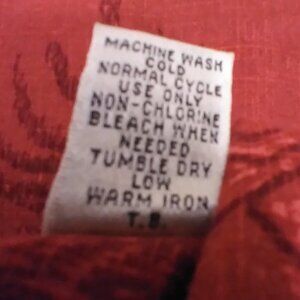 MACHINE WASH
COLD
NORMAL CYCLE
USE ONLY
NON-CHLORINE
BLEACH WHEN
NEEDED
TUMBLE DRY
LOW
WARM IRON
T.S.